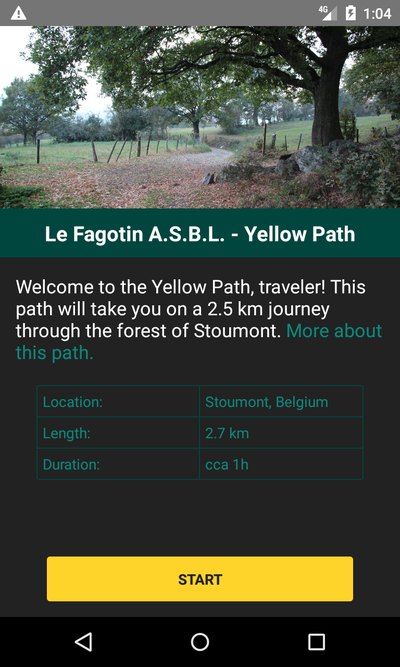 4G 1:04
Le Fagotin A.S.B.L. - Yellow Path
Welcome to the Yellow Path, traveler! This
path will take you on a 2.5 km journey
through the forest of Stoumont. More about
this path.
Location: Stoumont, Belgium
Length: 2.7 km
Duration: cca 1h
START